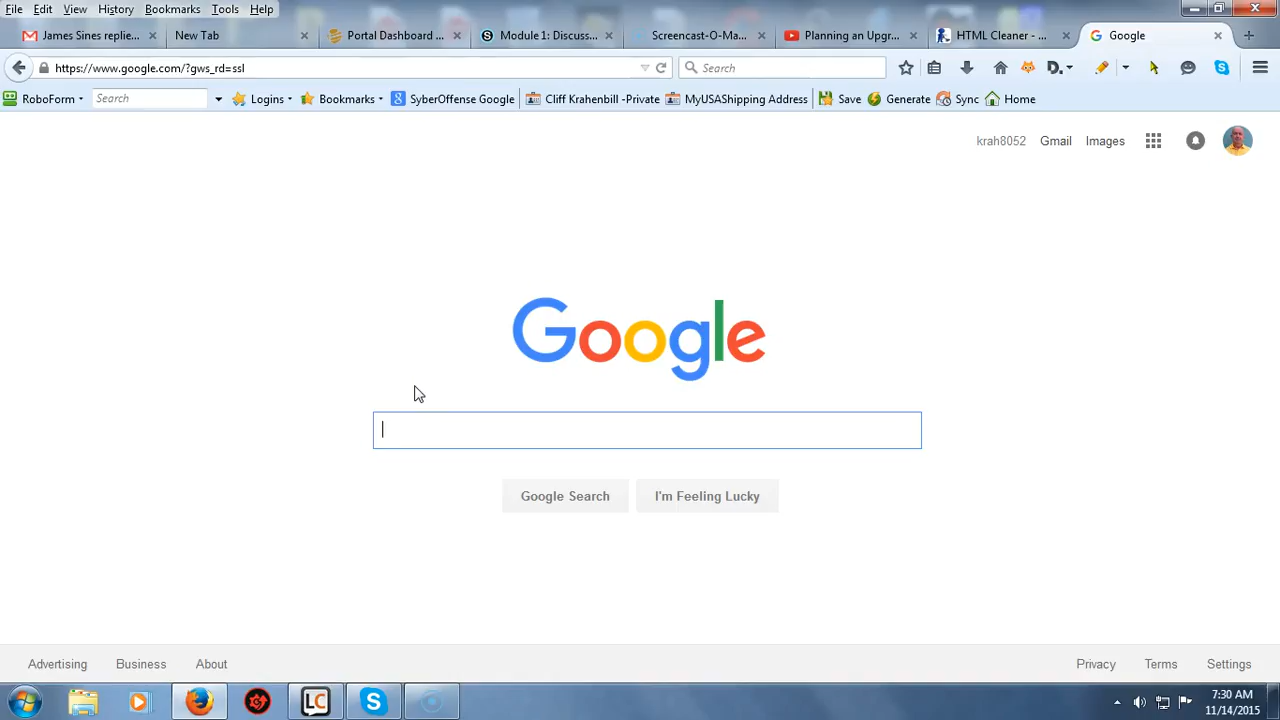 File Edit View History Bookmarks Tools Help
James Sines replie... New Tab Portal Dashboard ... Module 1: Discuss... Screencast-O-Ma... Planning an Upgr... HTML Cleaner - ... Google
https://www.google.com/?gws_rd=ssl Search
RoboForm Search Logins Bookmarks SyberOffense Google Cliff Krahenbill -Private MyUSAShipping Address Save Generate Sync Home
krah8052 Gmail Images
Google
Google Search I'm Feeling Lucky
Advertising Business About Privacy Terms Settings
LC
7:30 AM
11/14/2015